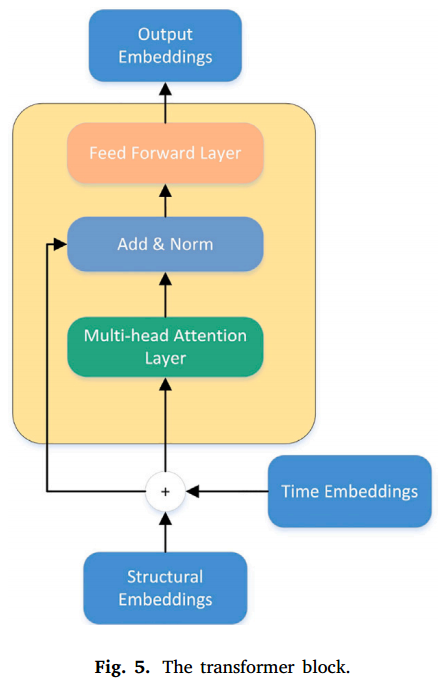 Output
Embeddings
Feed Forward Layer
Add & Norm
Multi-head Attention
Layer
+
Time Embeddings
Structural
Embeddings
Fig. 5. The transformer block.